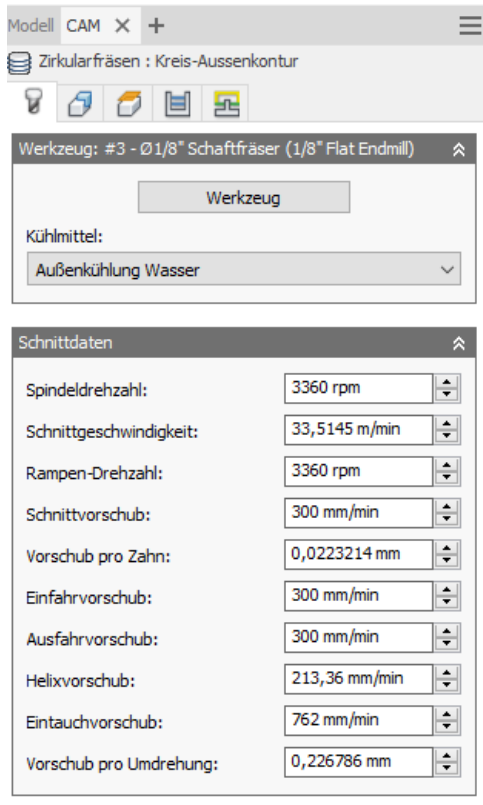 Modell CAM
Zirkularfräsen : Kreis-Aussenkontur
Werkzeug: #3 - Ø1/8" Schaftfräser (1/8" Flat Endmill)
Werkzeug
Kühlmittel:
Außenkühlung Wasser
Schnittdaten
Spindeldrehzahl: 3360 rpm
Schnittgeschwindigkeit: 33,5145 m/min
Rampen-Drehzahl: 3360 rpm
Schnittvorschub: 300 mm/min
Vorschub pro Zahn: 0,0223214 mm
Einfahrvorschub: 300 mm/min
Ausfahrvorschub: 300 mm/min
Helixvorschub: 213,36 mm/min
Eintauchvorschub: 762 mm/min
Vorschub pro Umdrehung: 0,226786 mm